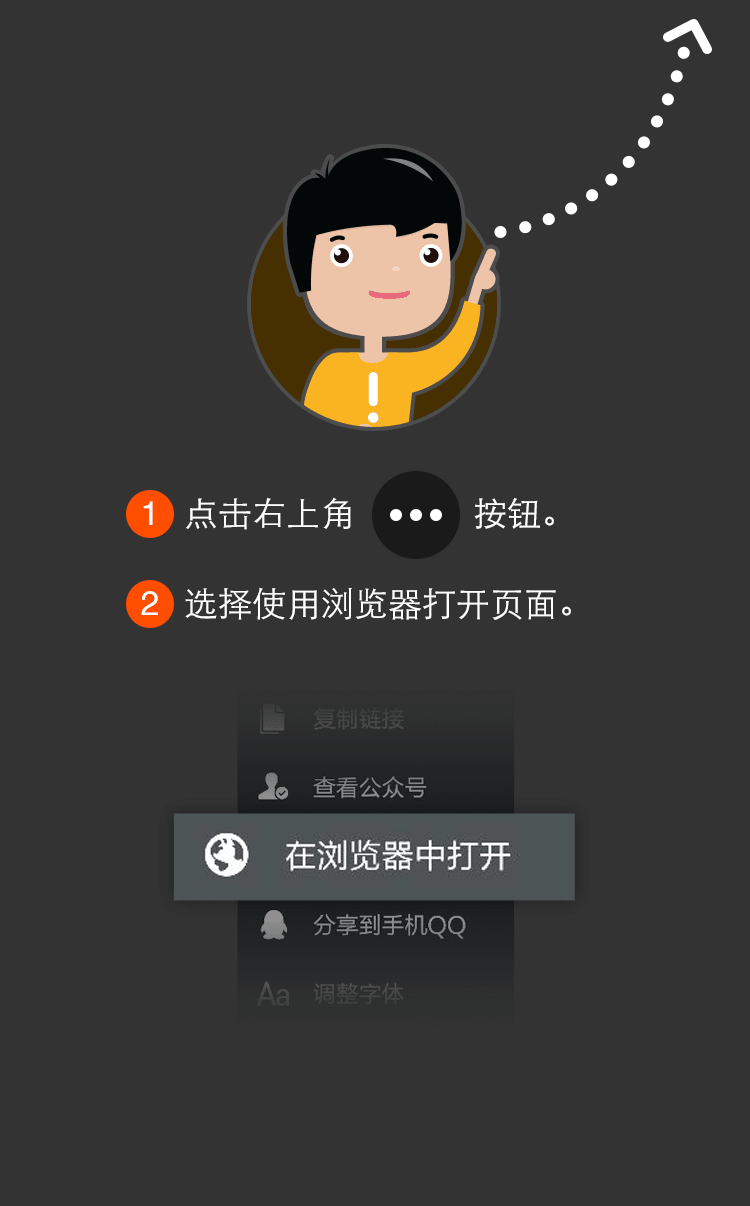 1 点击右上角 ••• 按钮。
2 选择使用浏览器打开页面。
复制链接
查看公众号
在浏览器中打开
分享到手机QQ
Aa 调整字体